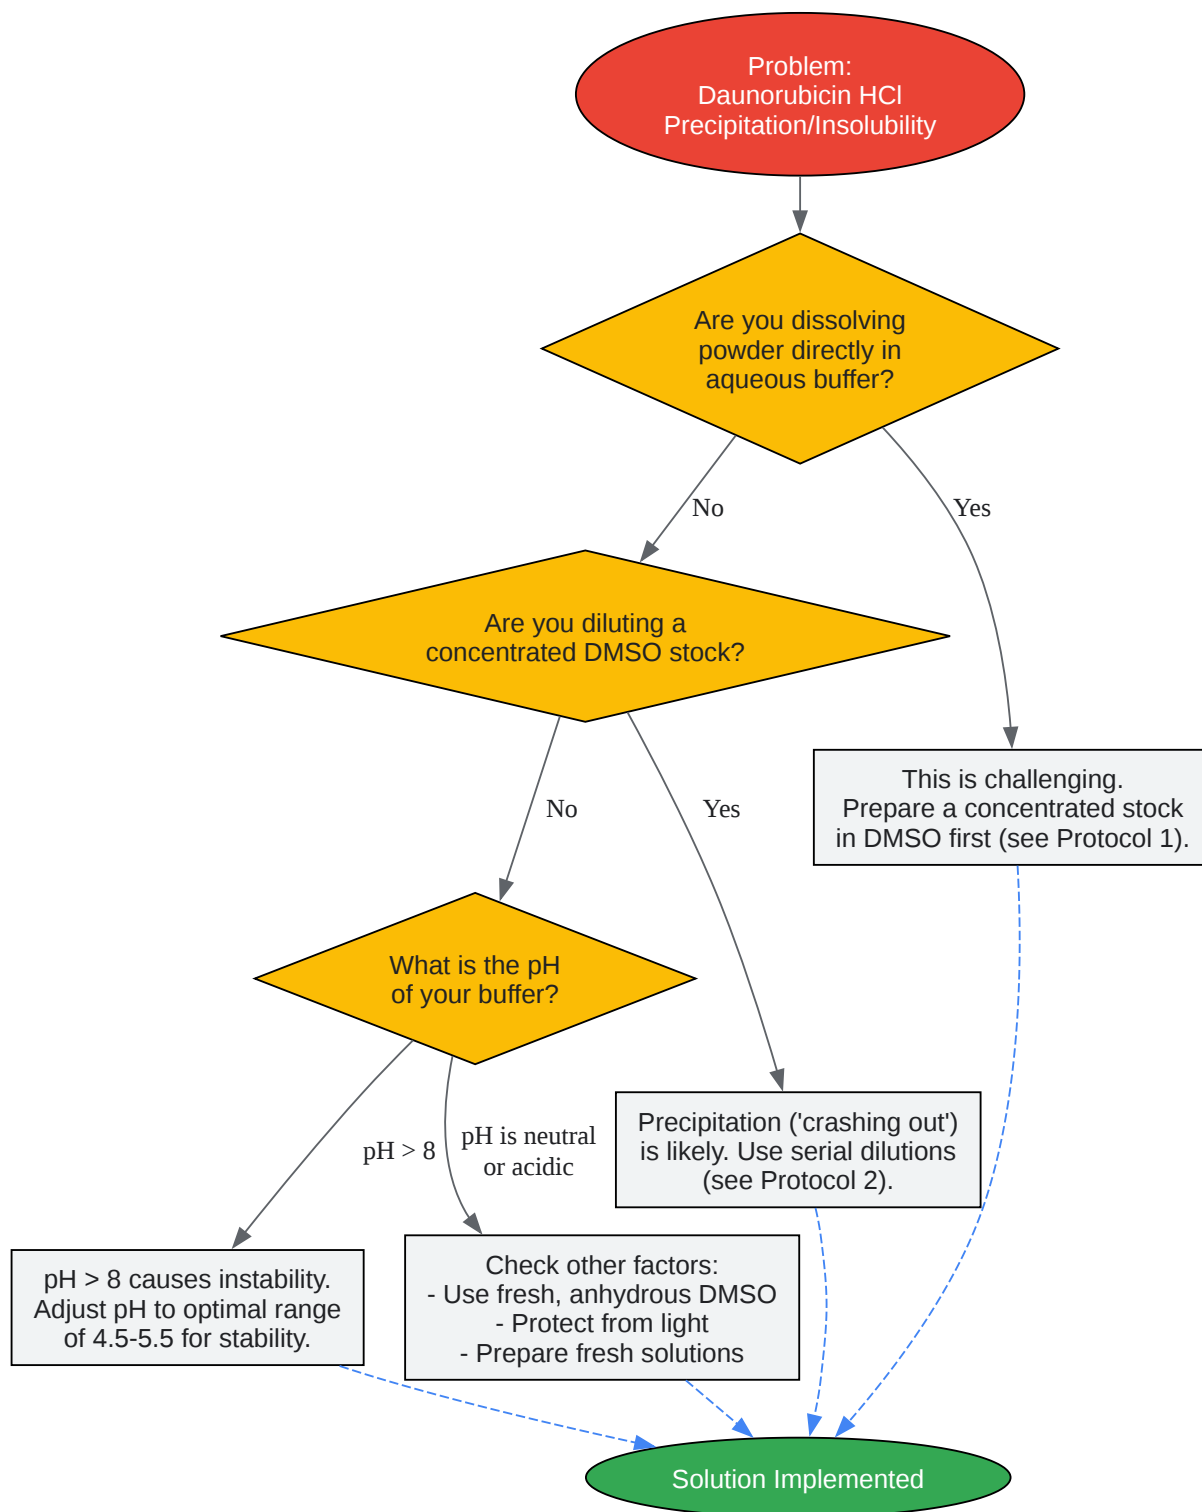 Problem:
Daunorubicin HCl
Precipitation/Insolubility
Are you dissolving
powder directly in
aqueous buffer?
No
Yes
Are you diluting a
concentrated DMSO stock?
No
Yes
This is challenging.
Prepare a concentrated stock
in DMSO first (see Protocol 1).
What is the pH
of your buffer?
pH > 8
pH is neutral
or acidic
Precipitation ('crashing out')
is likely. Use serial dilutions
(see Protocol 2).
pH > 8 causes instability.
Adjust pH to optimal range
of 4.5-5.5 for stability.
Check other factors:
- Use fresh, anhydrous DMSO
- Protect from light
- Prepare fresh solutions
Solution Implemented